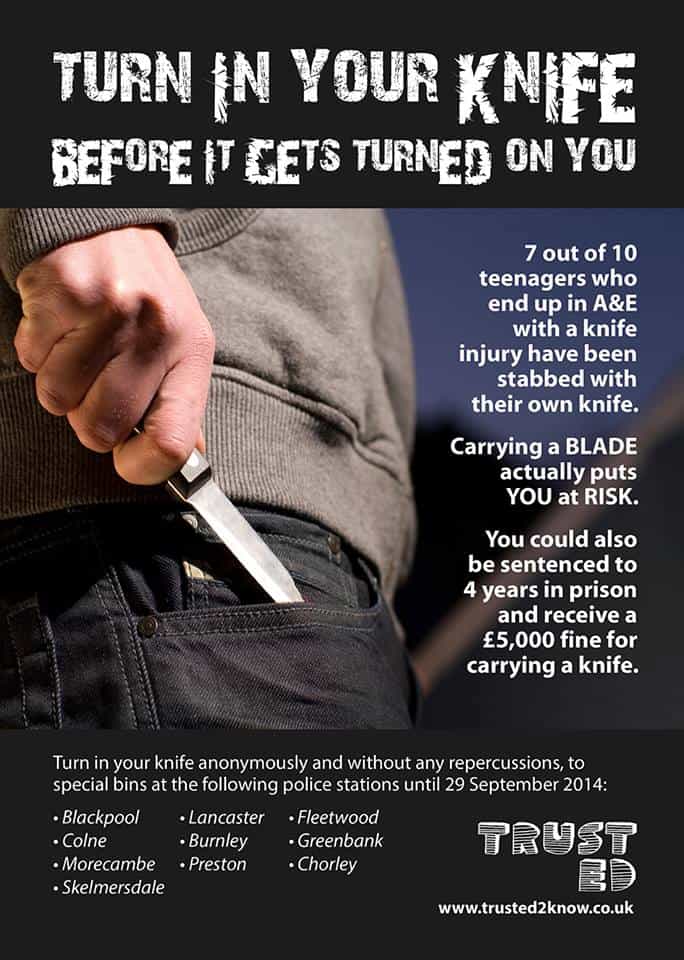 TURN IN YOUR KNIFE
BEFORE IT GETS TURNED ON YOU
7 out of 10
teenagers who
end up in A&E
with a knife
injury have been
stabbed with
their own knife.
Carrying a BLADE
actually puts
YOU at RISK.
You could also
be sentenced to
4 years in prison
and receive a
£5,000 fine for
carrying a knife.
Turn in your knife anonymously and without any repercussions, to
special bins at the following police stations until 29 September 2014:
• Blackpool
• Colne
• Morecambe
• Skelmersdale
• Lancaster
• Burnley
• Preston
• Fleetwood
• Greenbank
• Chorley
TRUST
ED
www.trusted2know.co.uk